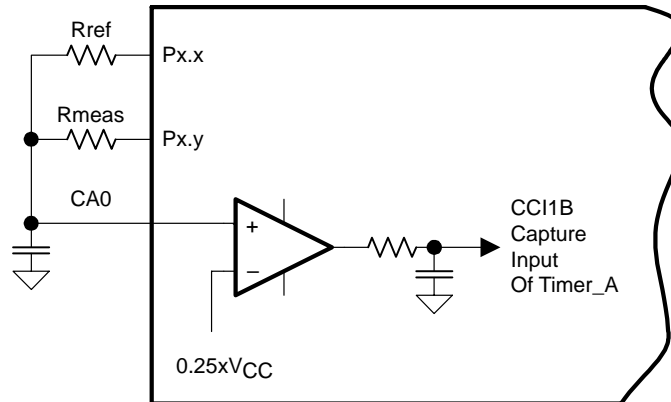 Rref
Px.x
Rmeas
Px.y
CA0
+
−
CCI1B
Capture
Input
Of Timer_A
0.25xVCC